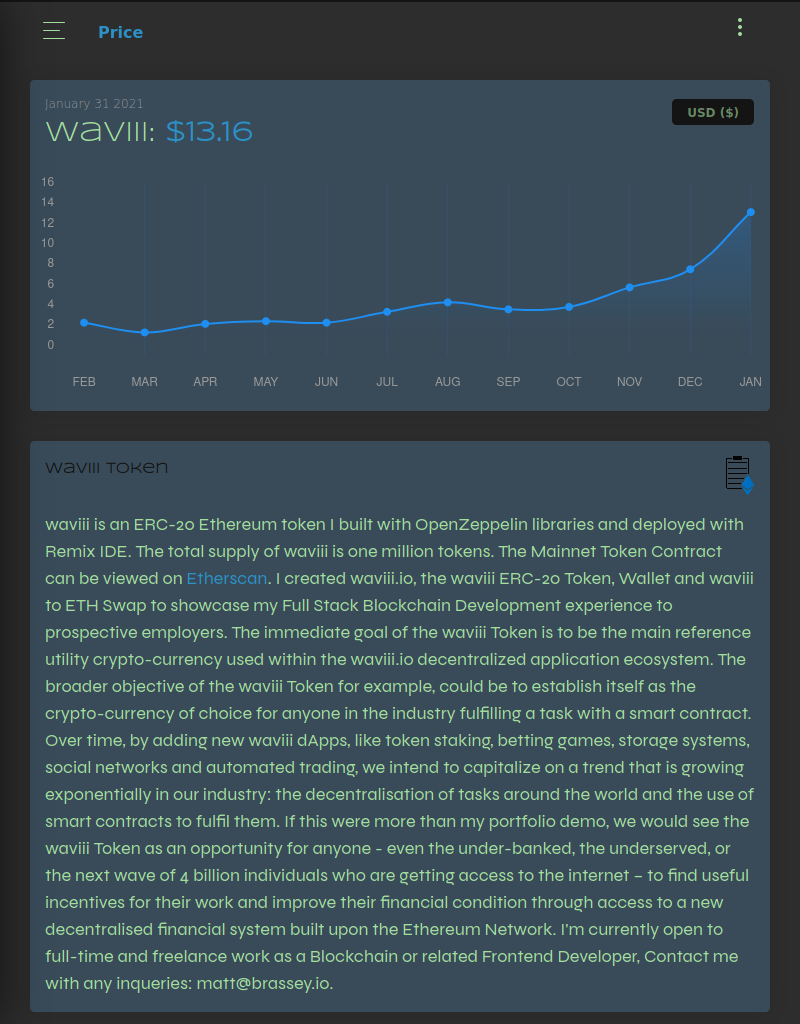 Price
January 31 2021
waviii: $13.16
USD ($)
16
14
12
10
8
6
4
2
0
FEB MAR APR MAY JUN JUL AUG SEP OCT NOV DEC JAN
waviii Token
waviii is an ERC-20 Ethereum token I built with OpenZeppelin libraries and deployed with
Remix IDE. The total supply of waviii is one million tokens. The Mainnet Token Contract
can be viewed on Etherscan. I created waviii.io, the waviii ERC-20 Token, Wallet and waviii
to ETH Swap to showcase my Full Stack Blockchain Development experience to
prospective employers. The immediate goal of the waviii Token is to be the main reference
utility crypto-currency used within the waviii.io decentralized application ecosystem. The
broader objective of the waviii Token for example, could be to establish itself as the
crypto-currency of choice for anyone in the industry fulfilling a task with a smart contract.
Over time, by adding new waviii dApps, like token staking, betting games, storage systems,
social networks and automated trading, we intend to capitalize on a trend that is growing
exponentially in our industry: the decentralisation of tasks around the world and the use of
smart contracts to fulfil them. If this were more than my portfolio demo, we would see the
waviii Token as an opportunity for anyone - even the under-banked, the underserved, or
the next wave of 4 billion individuals who are getting access to the internet – to find useful
incentives for their work and improve their financial condition through access to a new
decentralised financial system built upon the Ethereum Network. I'm currently open to
full-time and freelance work as a Blockchain or related Frontend Developer, Contact me
with any inqueries: matt@brassey.io.